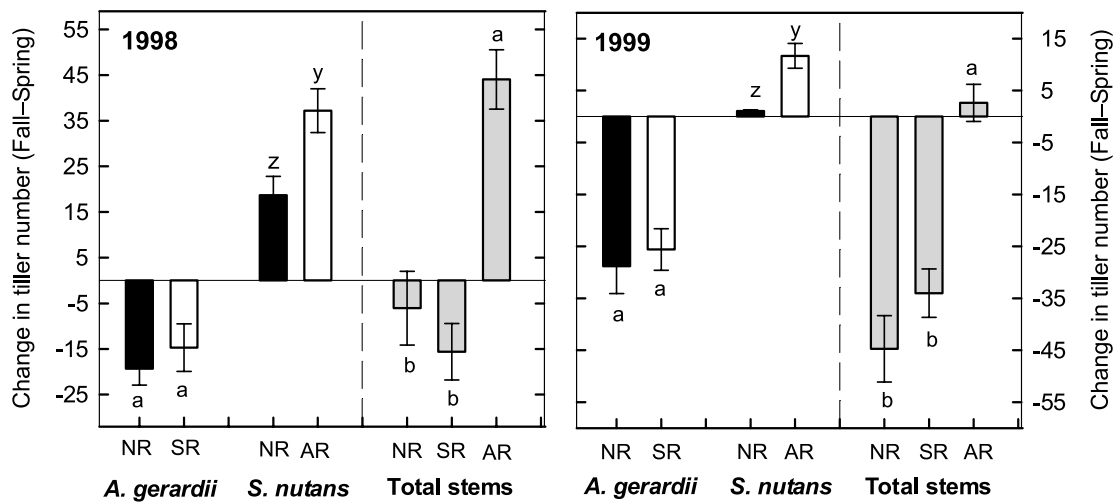 Change in tiller number (Fall–Spring)
55
45
35
25
15
5
-5
-15
-25
1998
a
a
z
y
b
b
a
NR SR NR AR NR SR AR
A. gerardii S. nutans Total stems
1999
a
a
z
y
b
b
a
NR SR NR AR NR SR AR
A. gerardii S. nutans Total stems
15
5
-5
-15
-25
-35
-45
-55
Change in tiller number (Fall–Spring)